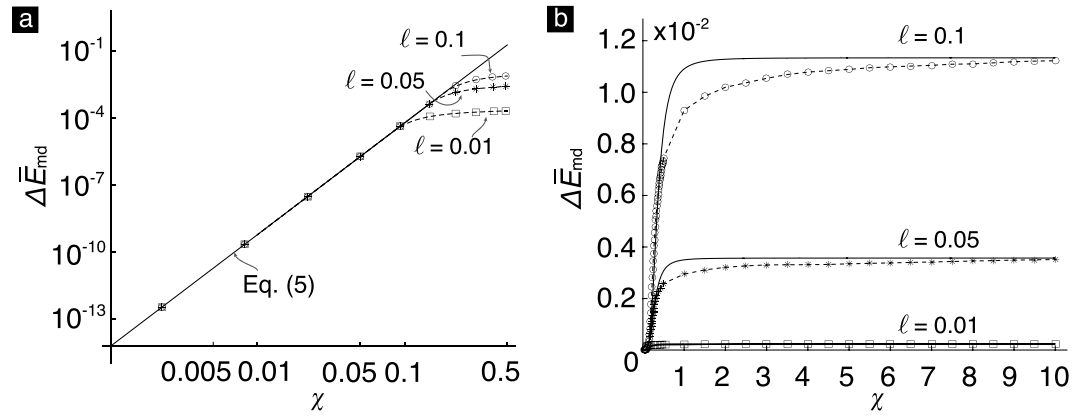 a
10-1
10-4
10-7
10-10
10-13
ΔĒmd
ℓ = 0.1
ℓ = 0.05
ℓ = 0.01
Eq. (5)
0.005 0.01 0.05 0.1 0.5
χ
b
x10-2
1.2
1.0
0.8
0.6
0.4
0.2
0
ΔĒmd
ℓ = 0.1
ℓ = 0.05
ℓ = 0.01
1 2 3 4 5 6 7 8 9 10
χ